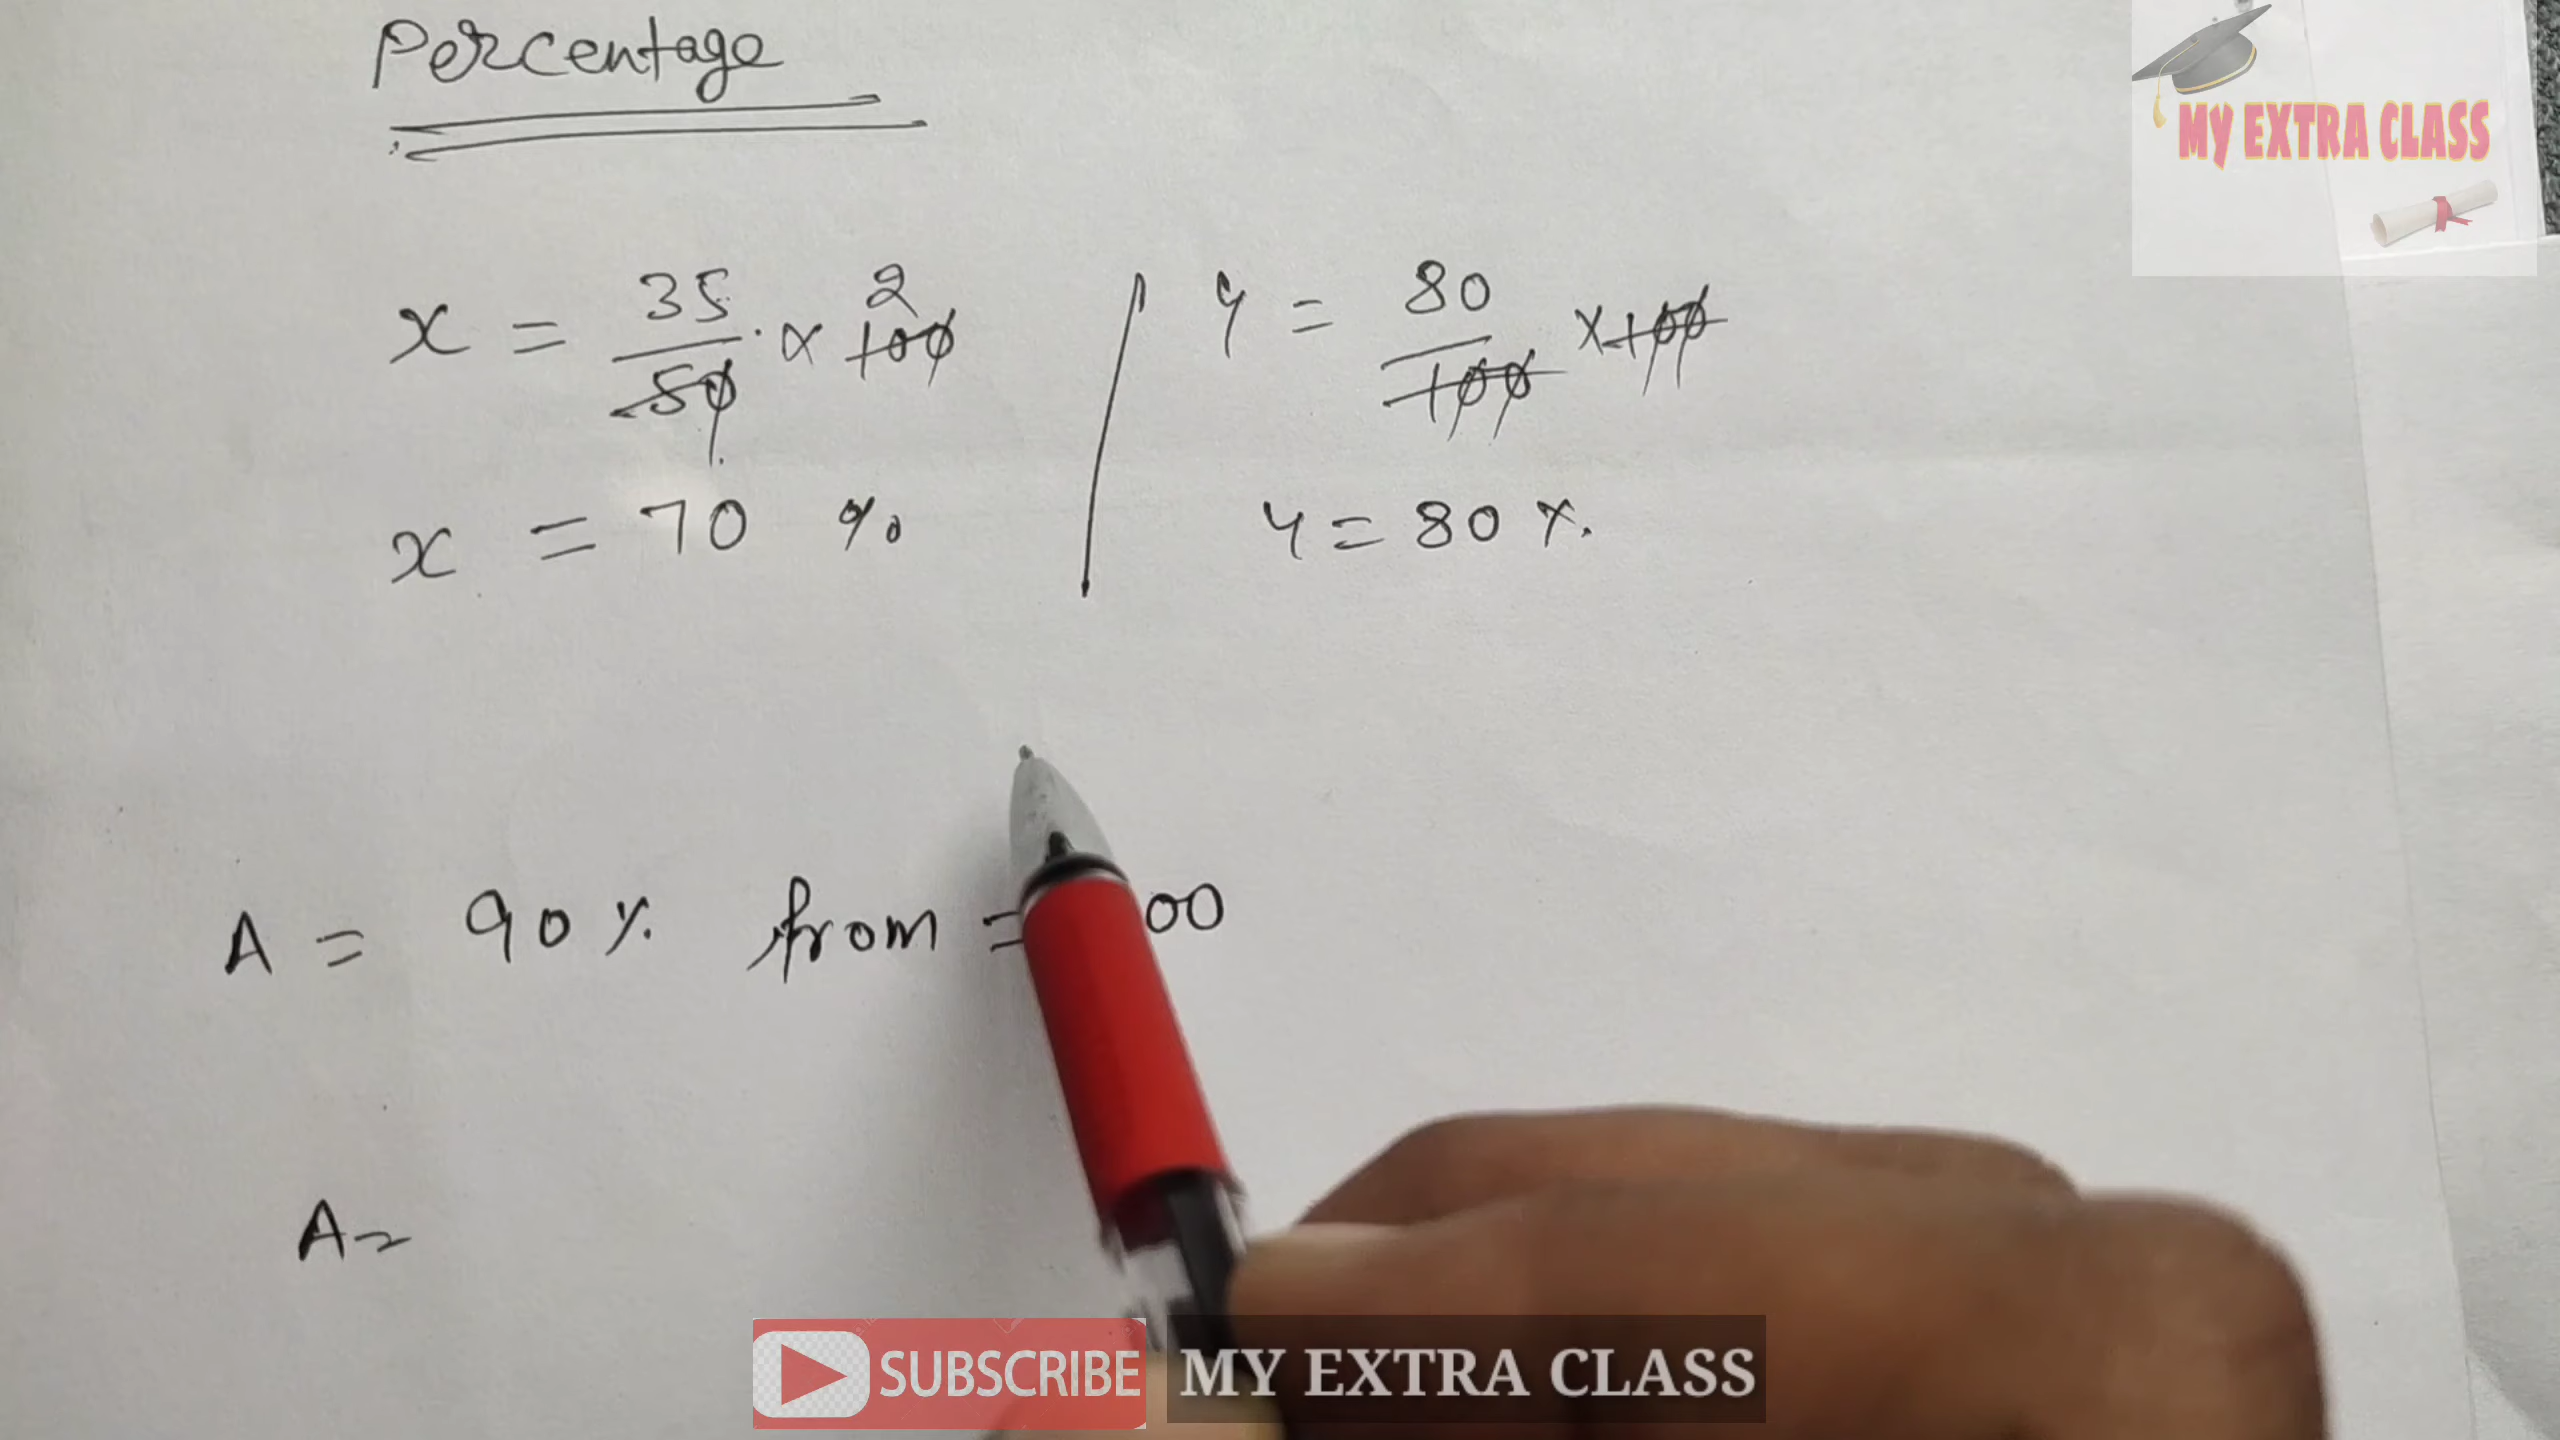 Percentage
MY EXTRA CLASS
x = 35/50 × 100 2
y = 80/100 × 100
x = 70 %
y = 80 %
A = 90 % from = 00
A =
SUBSCRIBE MY EXTRA CLASS